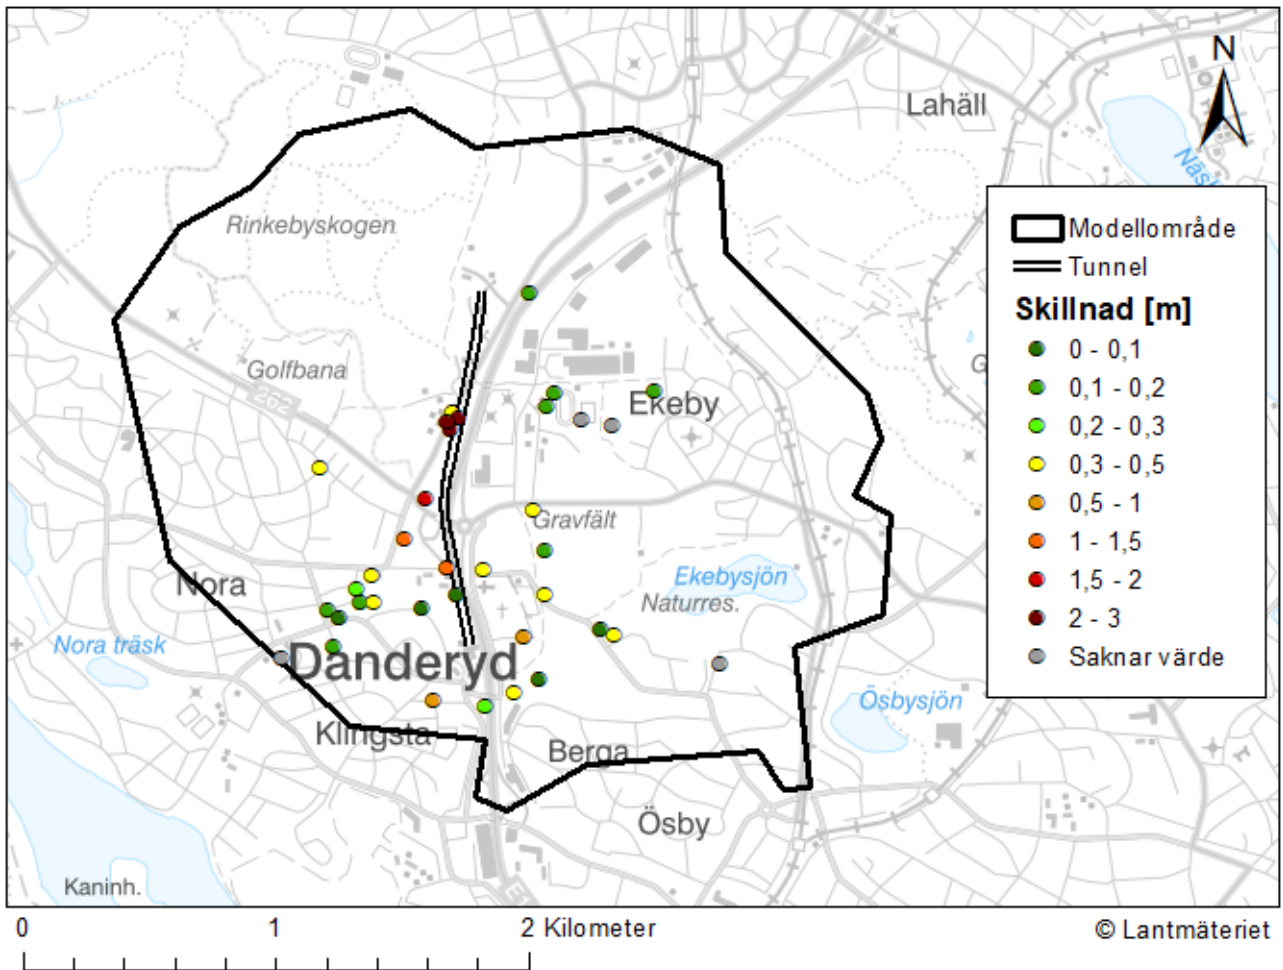 N
Lahäll
Näsk
Rinkebyskogen
Modellområde
Tunnel
Skillnad [m]
0 - 0,1
0,1 - 0,2
0,2 - 0,3
0,3 - 0,5
0,5 - 1
1 - 1,5
1,5 - 2
2 - 3
Saknar värde
Golfbana
262
G
Ekeby
Gravfält
Nora
Ekebysjön
Naturres.
Nora träsk
Danderyd
Ösbysjön
Klingsta
Berga
Ösby
Kaninh.
E
0 1 2 Kilometer
© Lantmäteriet